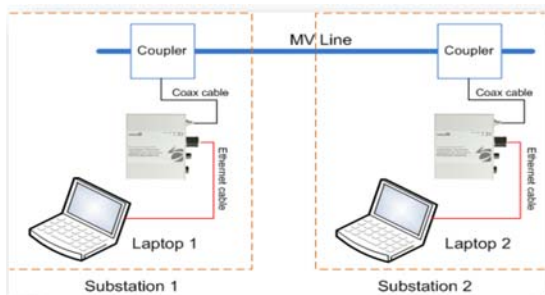 Coupler
MV Line
Coupler
Coax cable
Coax cable
Ethernet cable
Ethernet cable
Laptop 1
Laptop 2
Substation 1
Substation 2